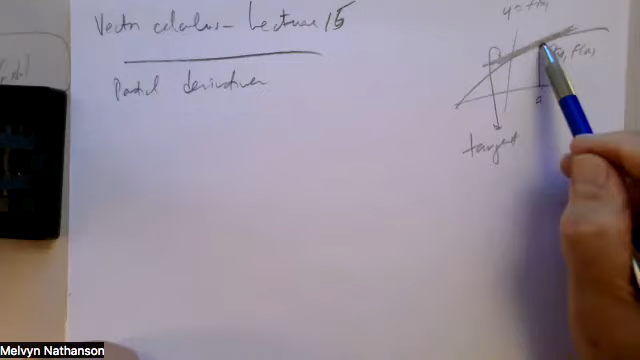 Vector calculus - Lecture 15
Partial derivatives
y = f(x)
f(a)
a
tangent
Melvyn Nathanson